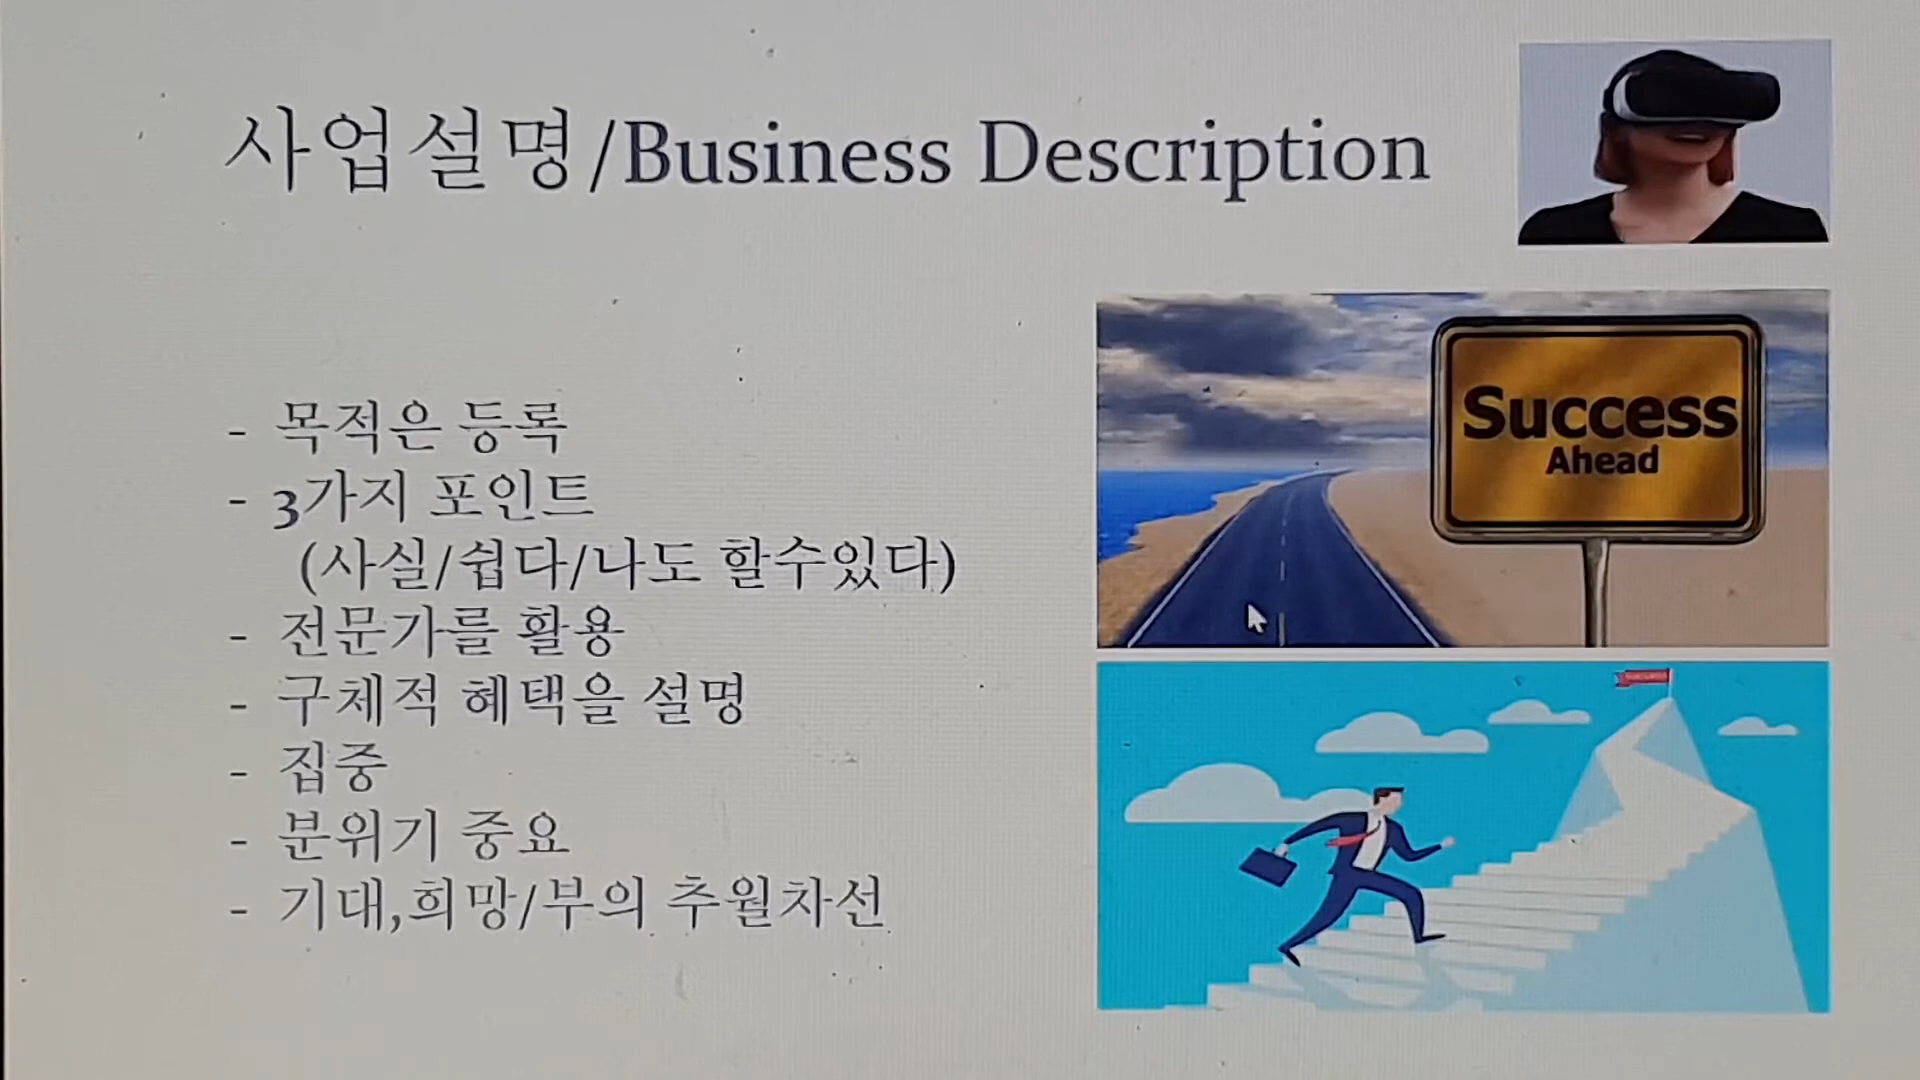 사업설명/Business Description
- 목적은 등록
- 3가지 포인트
(사실/쉽다/나도 할수있다)
- 전문가를 활용
- 구체적 혜택을 설명
- 집중
- 분위기 중요
- 기대,희망/부의 추월차선
Success
Ahead